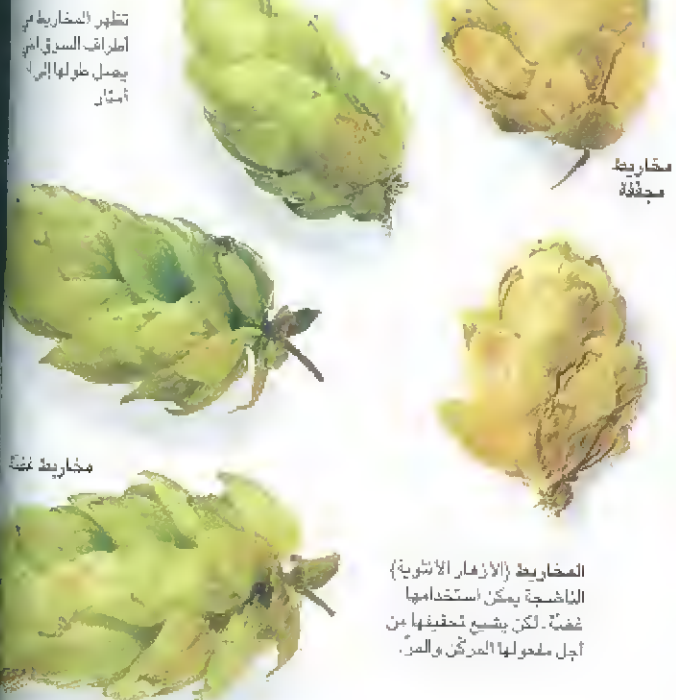 تظهر المخاريط في
أطراف السوق التي
يصل طولها إلى
أمتار
مخاريط
مجففة
مخاريط غضة
المخاريط (الأزهار الأنثوية)
الناضجة يمكن استخدامها
غضة. لكن يشيع تجفيفها من
أجل مفعولها المركّن والمرّ.